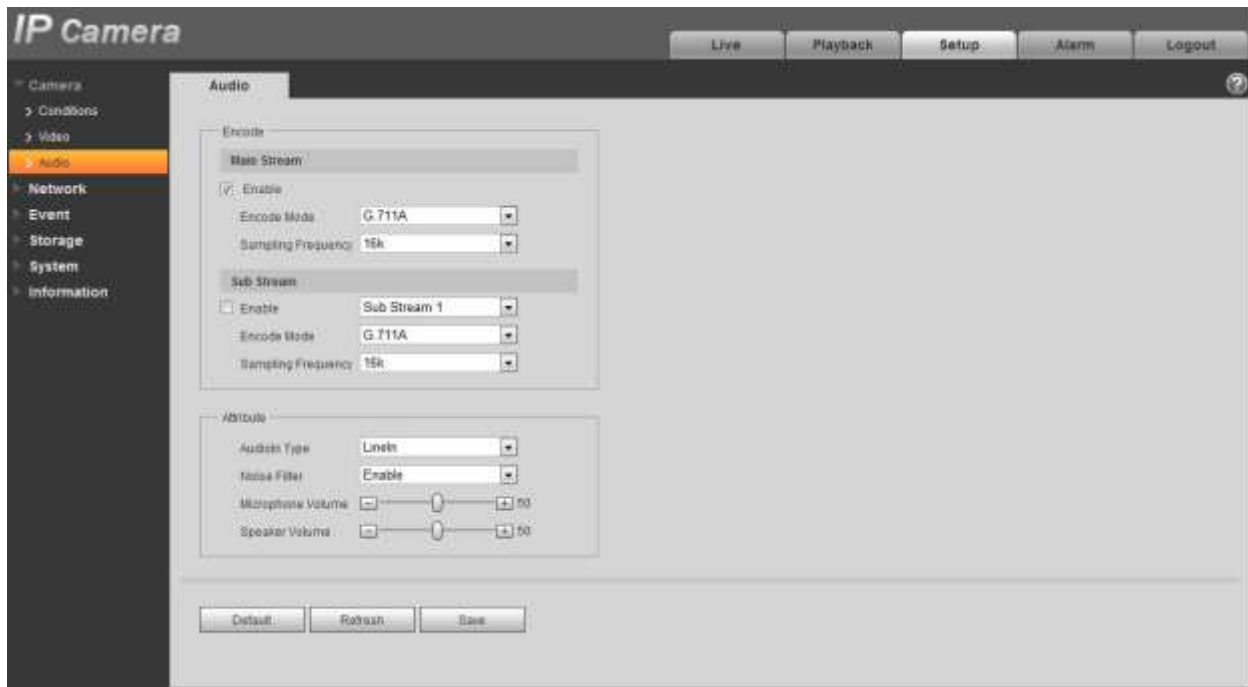 IP Camera
Live
Playback
Setup
Alarm
Logout
Camera
Conditions
Video
Audio
Network
Event
Storage
System
Information
Audio
?
Encode
Main Stream
Enable
Encode Mode G.711A
Sampling Frequency 16k
Sub Stream
Enable Sub Stream 1
Encode Mode G.711A
Sampling Frequency 16k
Attribute
AudioIn Type LineIn
Noise Filter Enable
Microphone Volume 50
Speaker Volume 50
Default
Refresh
Save